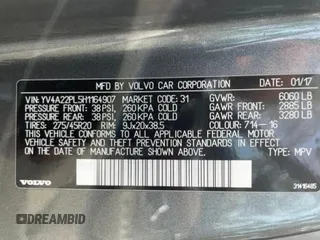 MFD BY VOLVO CAR CORPORATION 01/17
VIN: YV4A22PL5H1164907 MARKET CODE: 31 GVWR: 6060 LB
PRESSURE FRONT: 38 PSI, 260 KPA COLD GAWR FRONT: 2885 LB
PRESSURE REAR: 38 PSI, 260 KPA COLD GAWR REAR: 3280 LB
TIRES: 275/45R20 RIMS: 9Jx20x38.5 COLOUR: 714-16
THIS VEHICLE CONFORMS TO ALL APPLICABLE U.S. FEDERAL MOTOR VEHICLE
SAFETY, BUMPER, AND THEFT PREVENTION STANDARDS IN EFFECT ON THE DATE OF
MANUFACTURE SHOWN ABOVE. TYPE: MPV
VOLVO 31416485
© DREAMBID